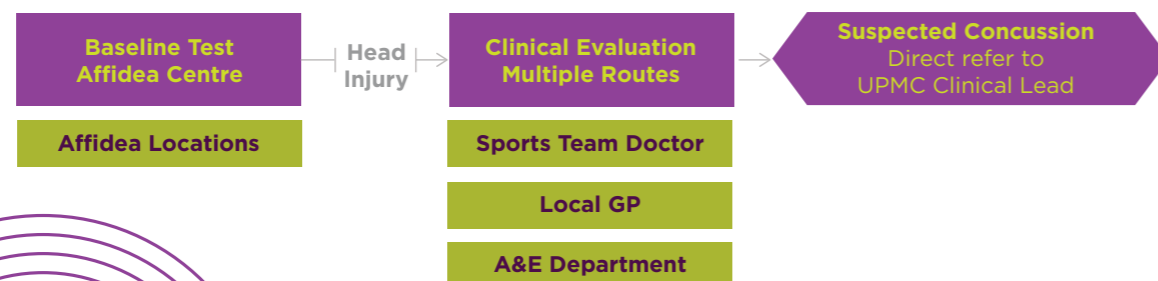 Baseline Test
Affidea Centre
Head
Injury
Clinical Evaluation
Multiple Routes
Suspected Concussion
Direct refer to
UPMC Clinical Lead
Affidea Locations
Sports Team Doctor
Local GP
A&E Department